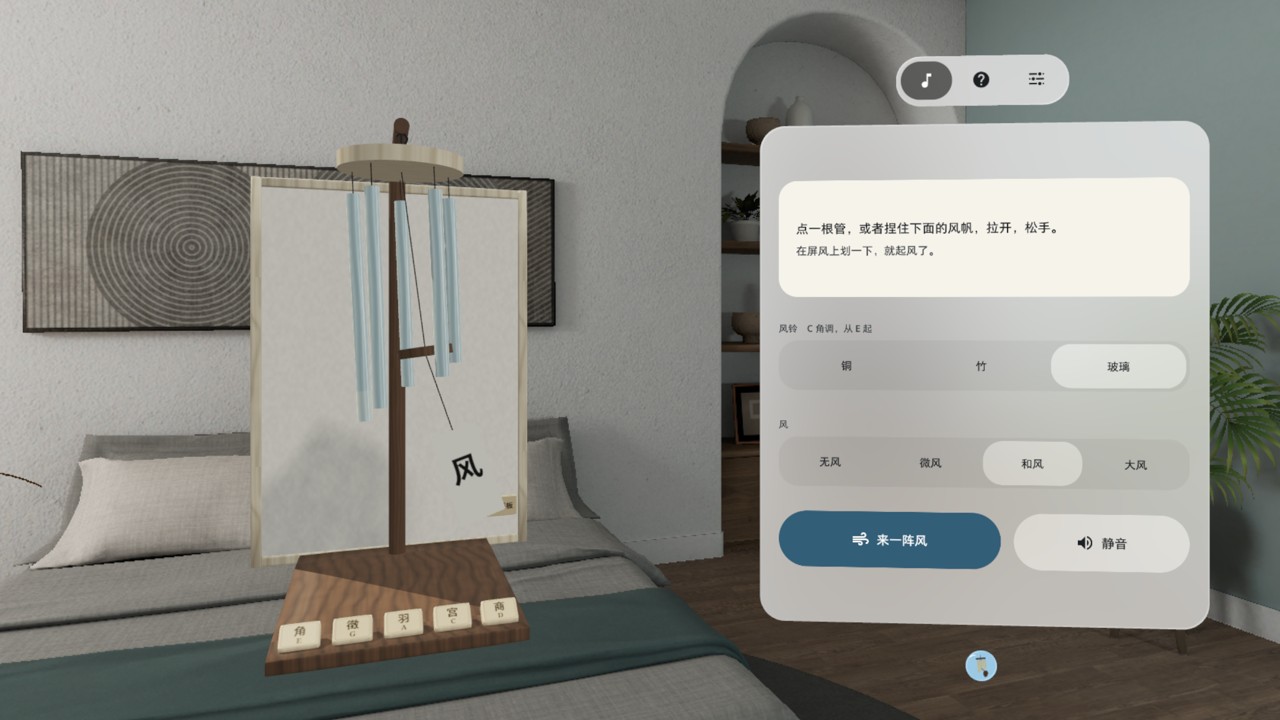 风
角
E
徵
G
羽
A
宫
C
商
D
点一根管，或者捏住下面的风帆，拉开，松手。
在屏风上划一下，就起风了。
风铃 C 角调，从 E 起
铜
竹
玻璃
风
无风
微风
和风
大风
来一阵风
静音